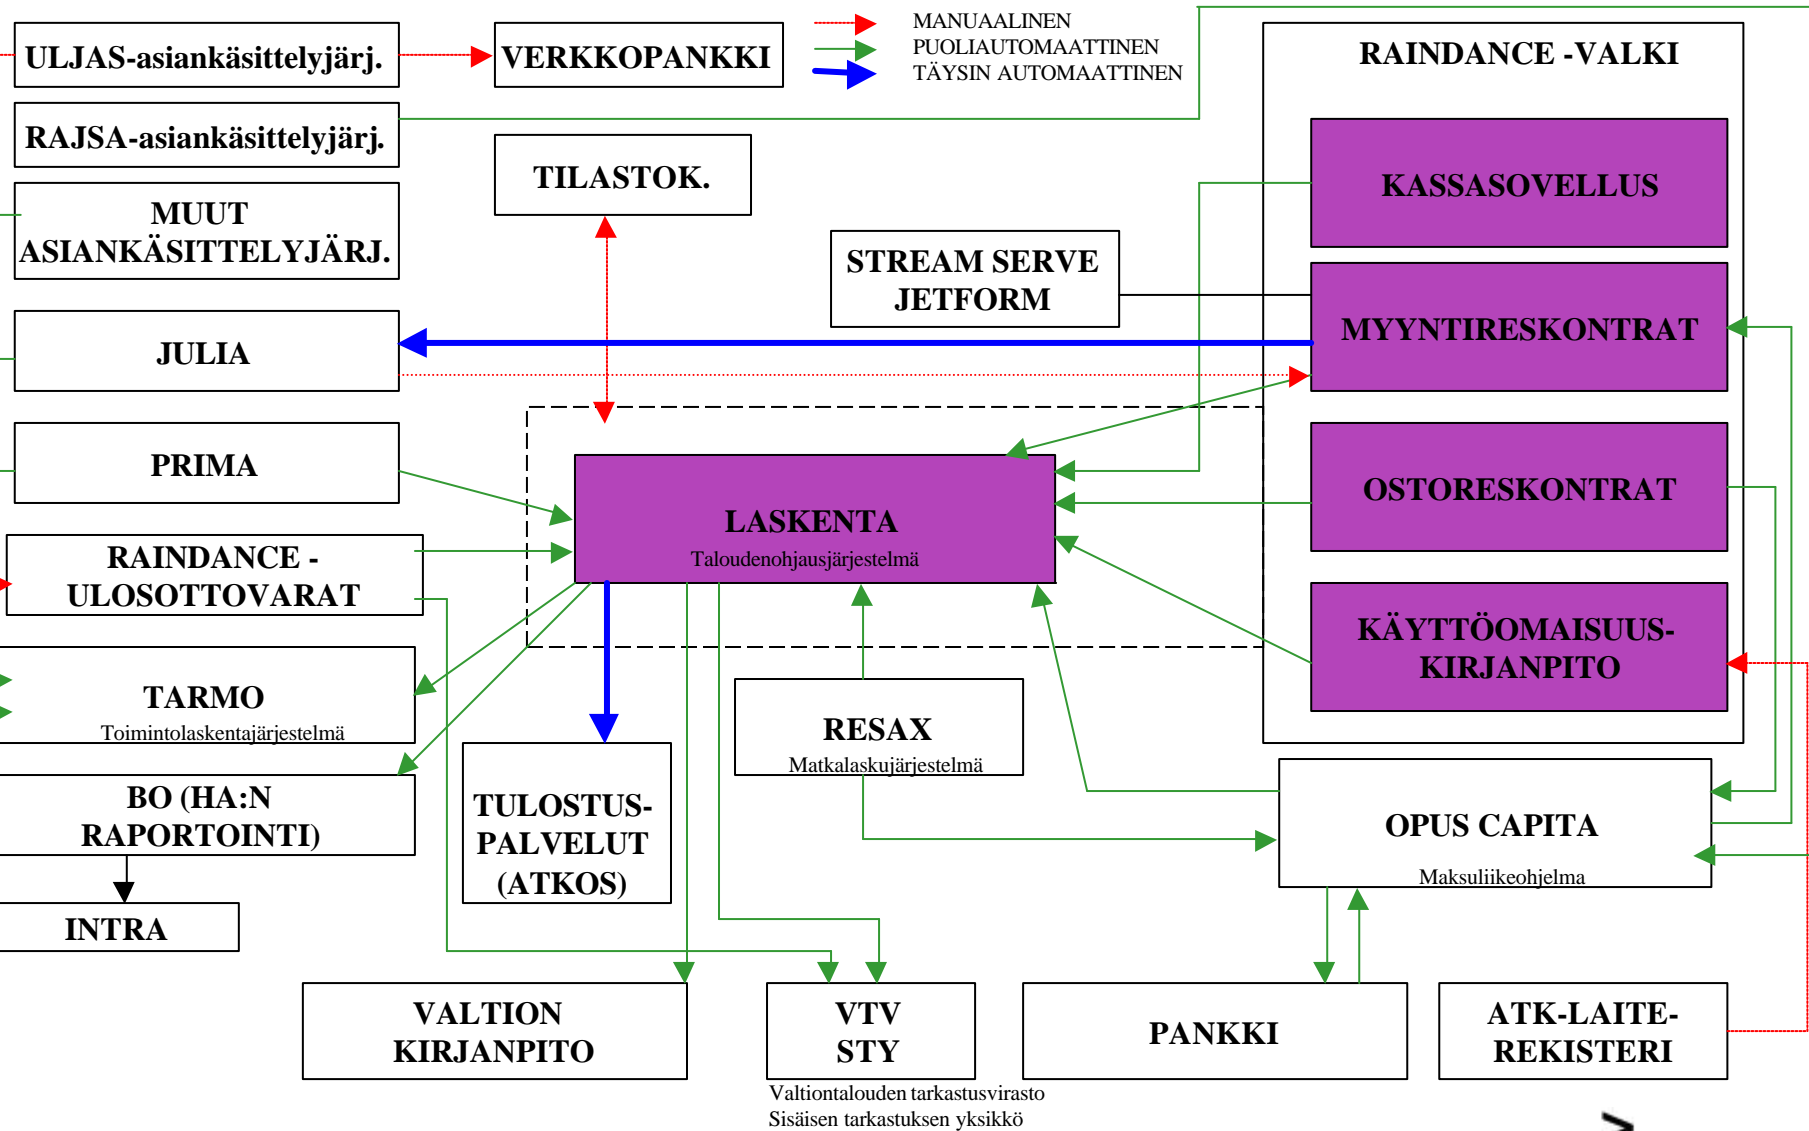 ULJAS-asiankäsittelyjärj.
VERKKOPANKKI
MANUAALINEN
PUOLIAUTOMAATTINEN
TÄYSIN AUTOMAATTINEN
RAINDANCE -VALKI
RAJSA-asiankäsittelyjärj.
TILASTOK.
KASSASOVELLUS
MUUT
ASIANKÄSITTELYJÄRJ.
STREAM SERVE
JETFORM
MYYNTIRESKONTRAT
JULIA
PRIMA
LASKENTA
Taloudenohjausjärjestelmä
OSTORESKONTRAT
RAINDANCE -
ULOSOTTOVARAT
KÄYTTÖOMAISUUS-
KIRJANPITO
TARMO
Toimintolaskentajärjestelmä
RESAX
Matkalaskujärjestelmä
BO (HA:N
RAPORTOINTI)
TULOSTUS-
PALVELUT
(ATKOS)
OPUS CAPITA
Maksuliikeohjelma
INTRA
VALTION
KIRJANPITO
VTV
STY
PANKKI
ATK-LAITE-
REKISTERI
Valtiontalouden tarkastusvirasto
Sisäisen tarkastuksen yksikkö